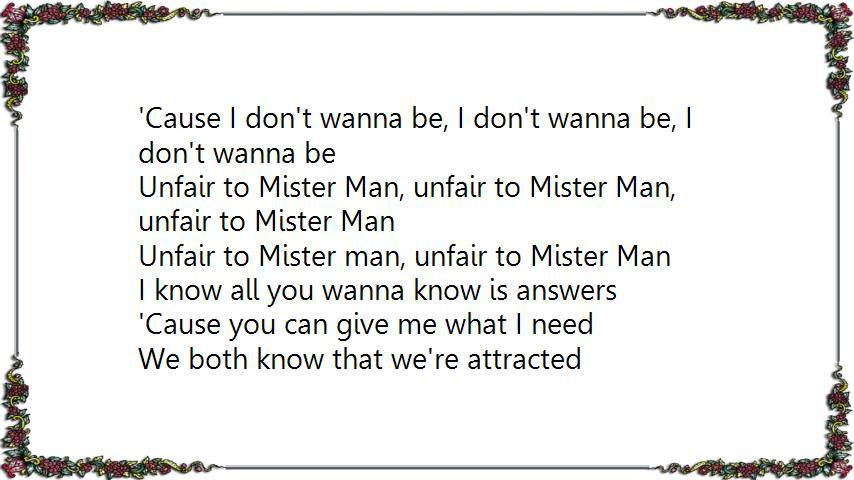 'Cause I don't wanna be, I don't wanna be, I
don't wanna be
Unfair to Mister Man, unfair to Mister Man,
unfair to Mister Man
Unfair to Mister man, unfair to Mister Man
I know all you wanna know is answers
'Cause you can give me what I need
We both know that we're attracted